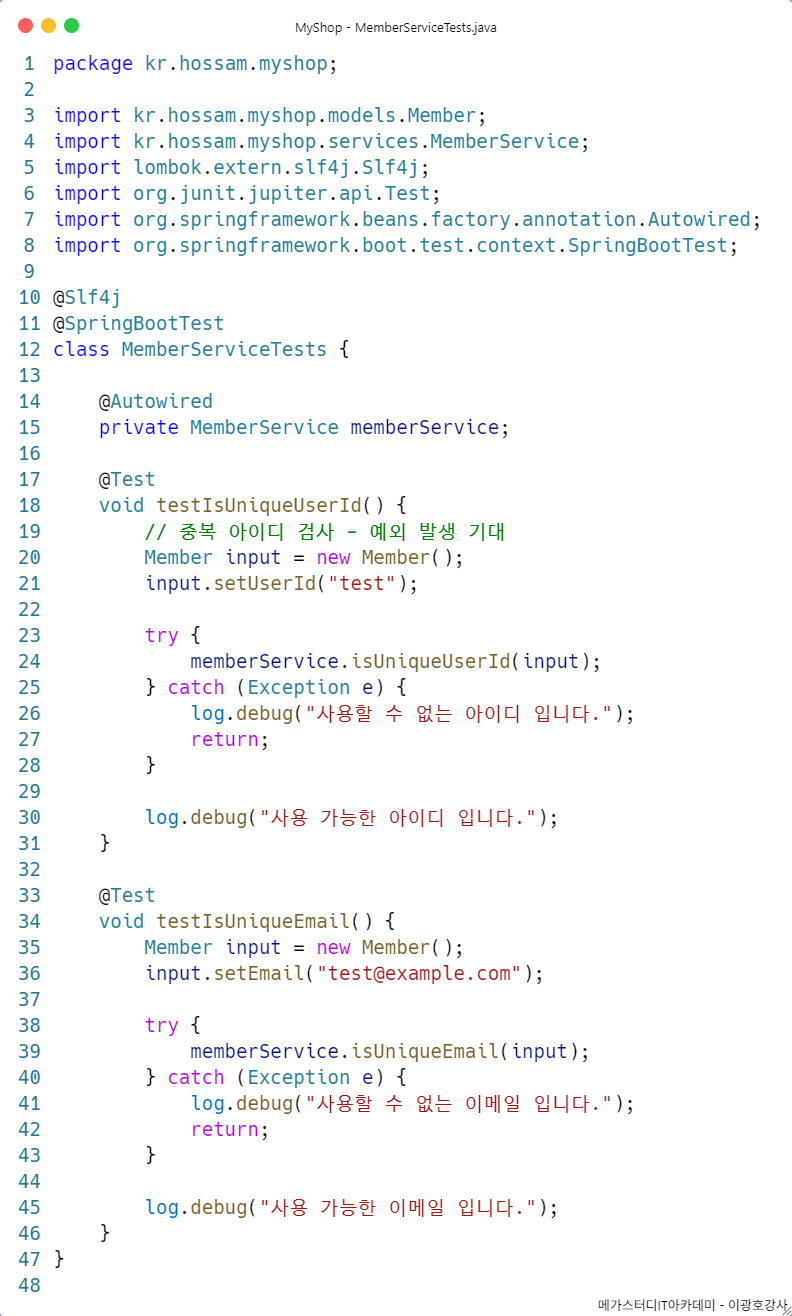 MyShop - MemberServiceTests.java
1 package kr.hossam.myshop;
2
3 import kr.hossam.myshop.models.Member;
4 import kr.hossam.myshop.services.MemberService;
5 import lombok.extern.slf4j.Slf4j;
6 import org.junit.jupiter.api.Test;
7 import org.springframework.beans.factory.annotation.Autowired;
8 import org.springframework.boot.test.context.SpringBootTest;
9
10 @Slf4j
11 @SpringBootTest
12 class MemberServiceTests {
13
14     @Autowired
15     private MemberService memberService;
16
17     @Test
18     void testIsUniqueUserId() {
19         // 중복 아이디 검사 - 예외 발생 기대
20         Member input = new Member();
21         input.setUserId("test");
22
23         try {
24             memberService.isUniqueUserId(input);
25         } catch (Exception e) {
26             log.debug("사용할 수 없는 아이디 입니다.");
27             return;
28         }
29
30         log.debug("사용 가능한 아이디 입니다.");
31     }
32
33     @Test
34     void testIsUniqueEmail() {
35         Member input = new Member();
36         input.setEmail("test@example.com");
37
38         try {
39             memberService.isUniqueEmail(input);
40         } catch (Exception e) {
41             log.debug("사용할 수 없는 이메일 입니다.");
42             return;
43         }
44
45         log.debug("사용 가능한 이메일 입니다.");
46     }
47 }
48
메가스터디IT아카데미 - 이광호강사